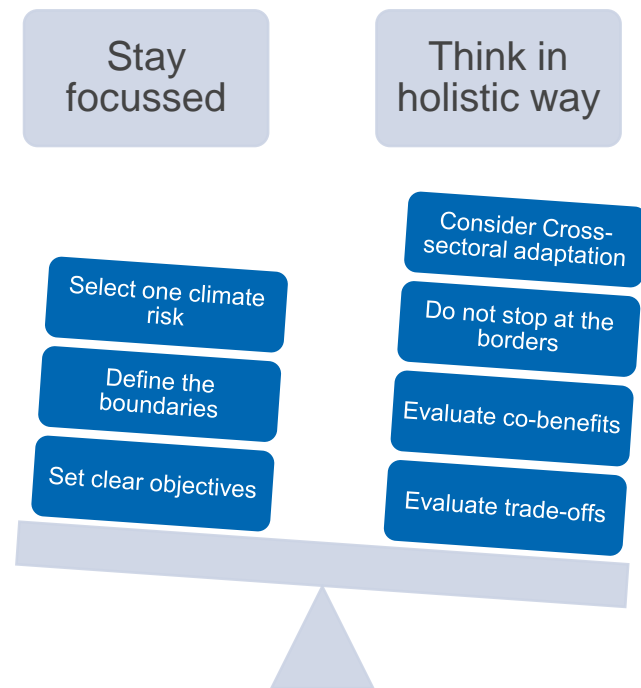 Stay
focussed
Think in
holistic way
Select one climate
risk
Define the
boundaries
Set clear objectives
Consider Cross-
sectoral adaptation
Do not stop at the
borders
Evaluate co-benefits
Evaluate trade-offs